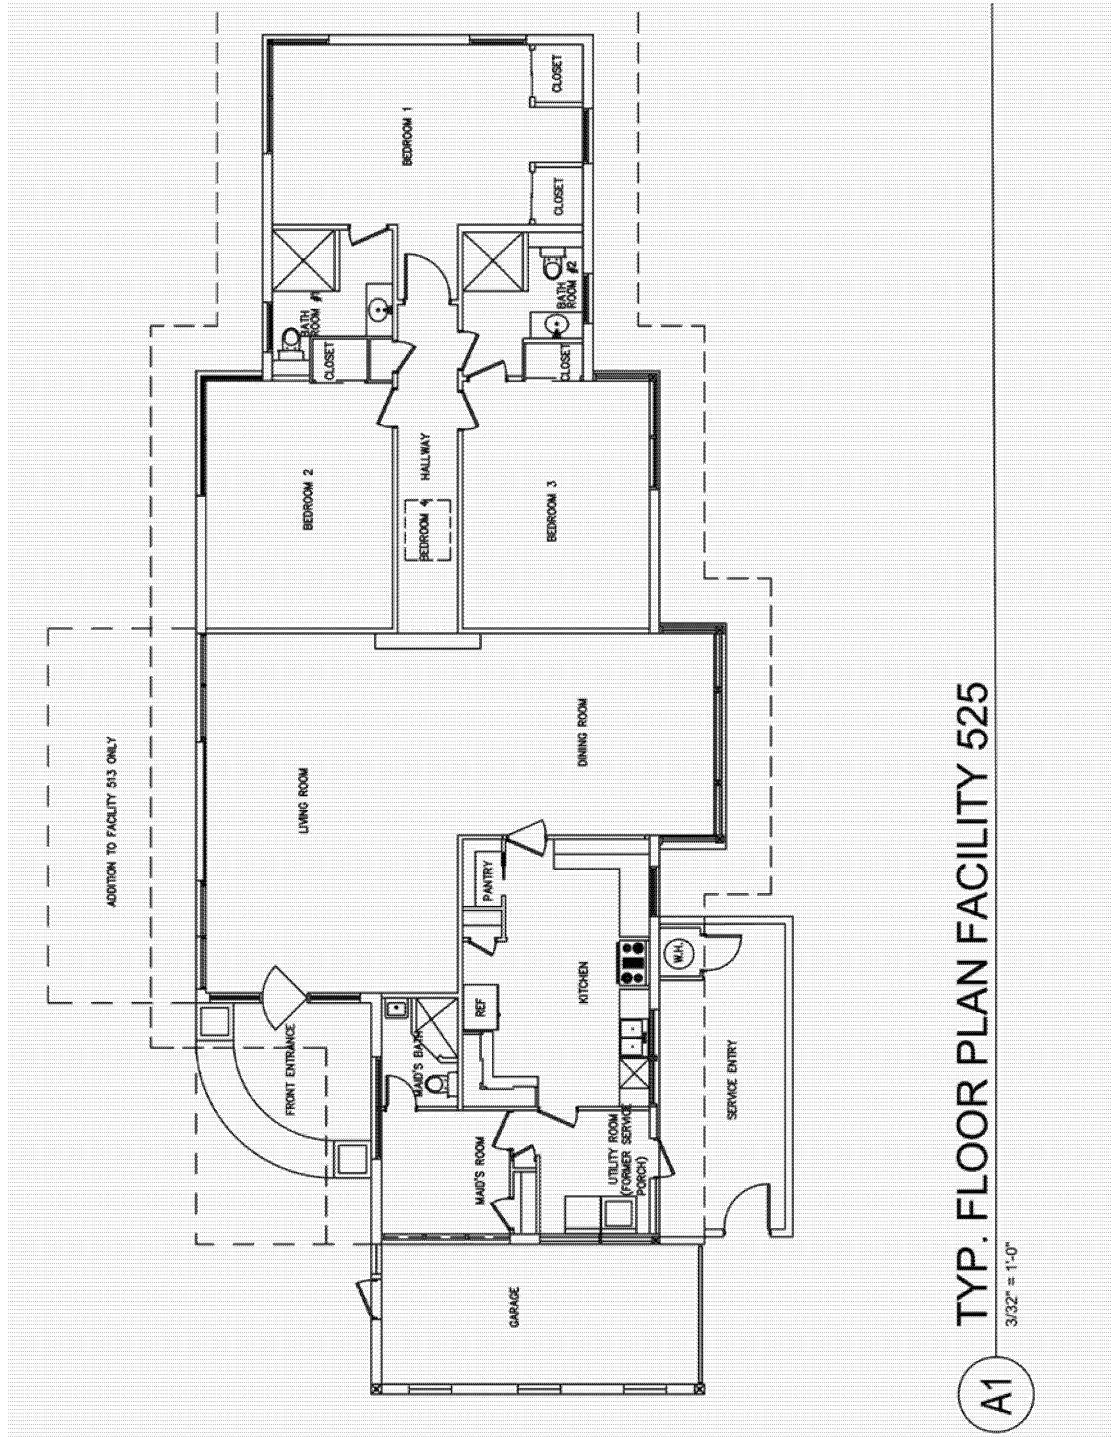 CLOSET
BEDROOM 1
CLOSET
BATH
ROOM #1
BATH
ROOM #2
CLOSET
CLOSET
HALLWAY
BEDROOM 2
BEDROOM 4
BEDROOM 3
DINING ROOM
LIVING ROOM
ADDITION TO FACILITY 513 ONLY
PANTRY
W.H.
KITCHEN
REF
FRONT ENTRANCE
MAID'S BATH
SERVICE ENTRY
MAID'S ROOM
UTILITY ROOM
(FORMER SERVICE
PORCH)
GARAGE
A1
TYP. FLOOR PLAN FACILITY 525
3/32" = 1'-0"